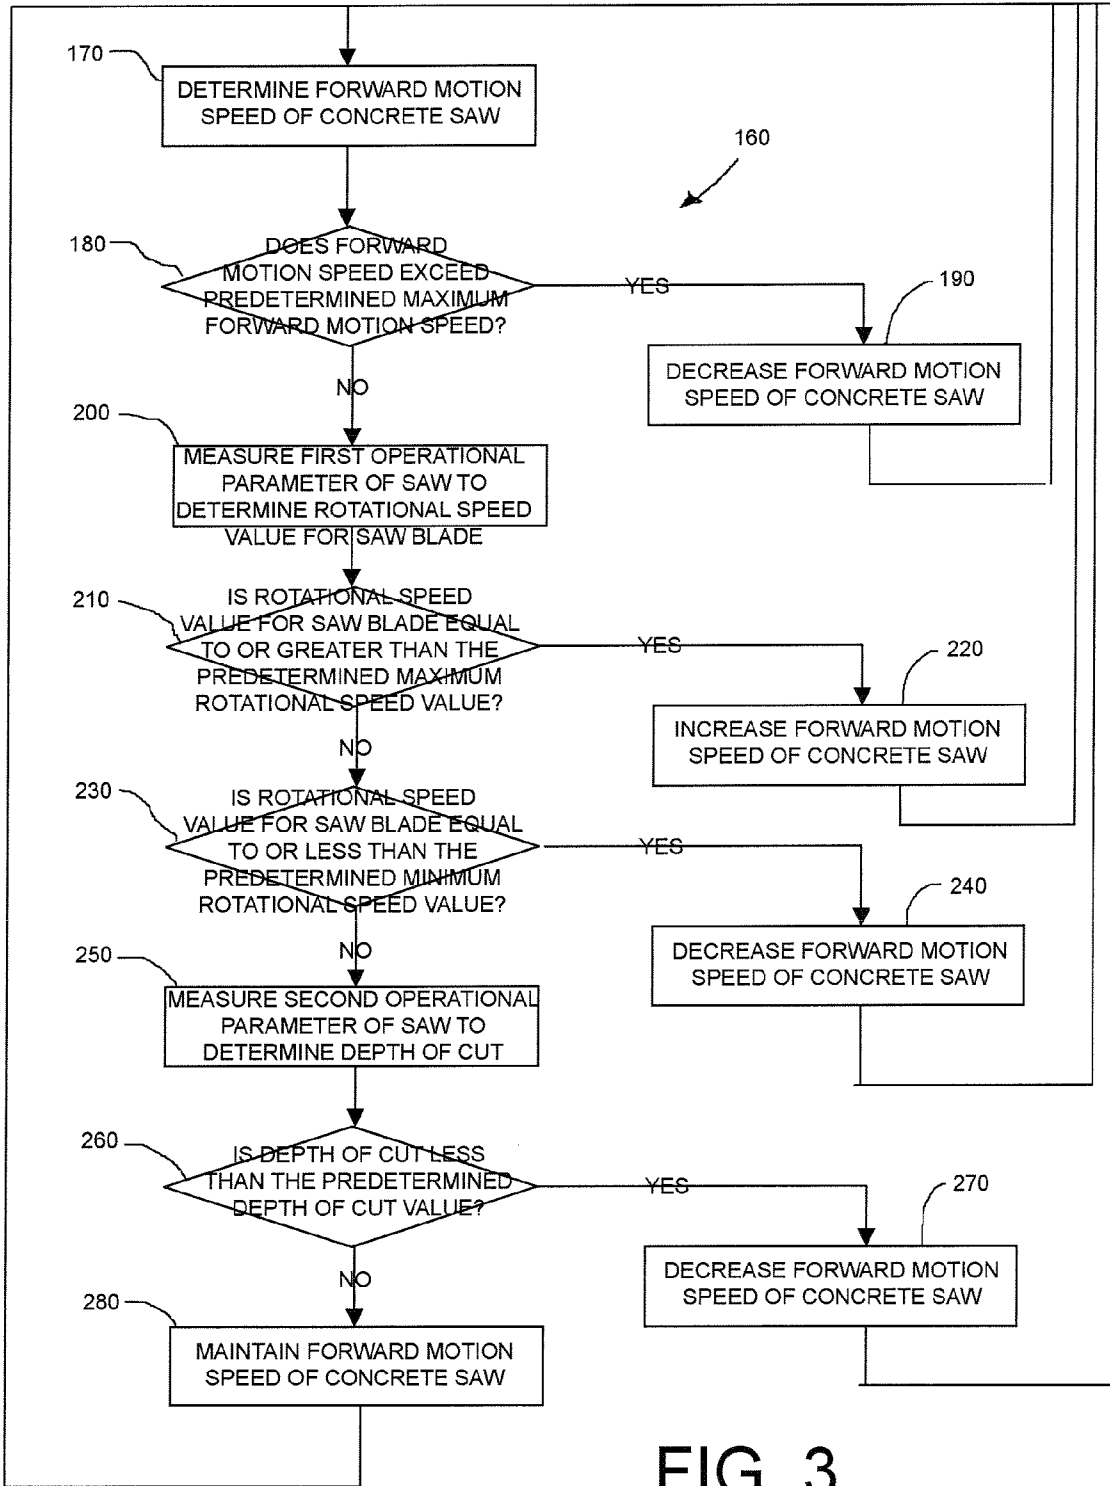 170
DETERMINE FORWARD MOTION
SPEED OF CONCRETE SAW
160
180
DOES FORWARD
MOTION SPEED EXCEED
PREDETERMINED MAXIMUM
FORWARD MOTION SPEED?
YES
190
DECREASE FORWARD MOTION
SPEED OF CONCRETE SAW
NO
200
MEASURE FIRST OPERATIONAL
PARAMETER OF SAW TO
DETERMINE ROTATIONAL SPEED
VALUE FOR SAW BLADE
210
IS ROTATIONAL SPEED
VALUE FOR SAW BLADE EQUAL
TO OR GREATER THAN THE
PREDETERMINED MAXIMUM
ROTATIONAL SPEED VALUE?
YES
220
INCREASE FORWARD MOTION
SPEED OF CONCRETE SAW
NO
230
IS ROTATIONAL SPEED
VALUE FOR SAW BLADE EQUAL
TO OR LESS THAN THE
PREDETERMINED MINIMUM
ROTATIONAL SPEED VALUE?
YES
240
DECREASE FORWARD MOTION
SPEED OF CONCRETE SAW
NO
250
MEASURE SECOND OPERATIONAL
PARAMETER OF SAW TO
DETERMINE DEPTH OF CUT
260
IS DEPTH OF CUT LESS
THAN THE PREDETERMINED
DEPTH OF CUT VALUE?
YES
270
DECREASE FORWARD MOTION
SPEED OF CONCRETE SAW
NO
280
MAINTAIN FORWARD MOTION
SPEED OF CONCRETE SAW
FIG. 3